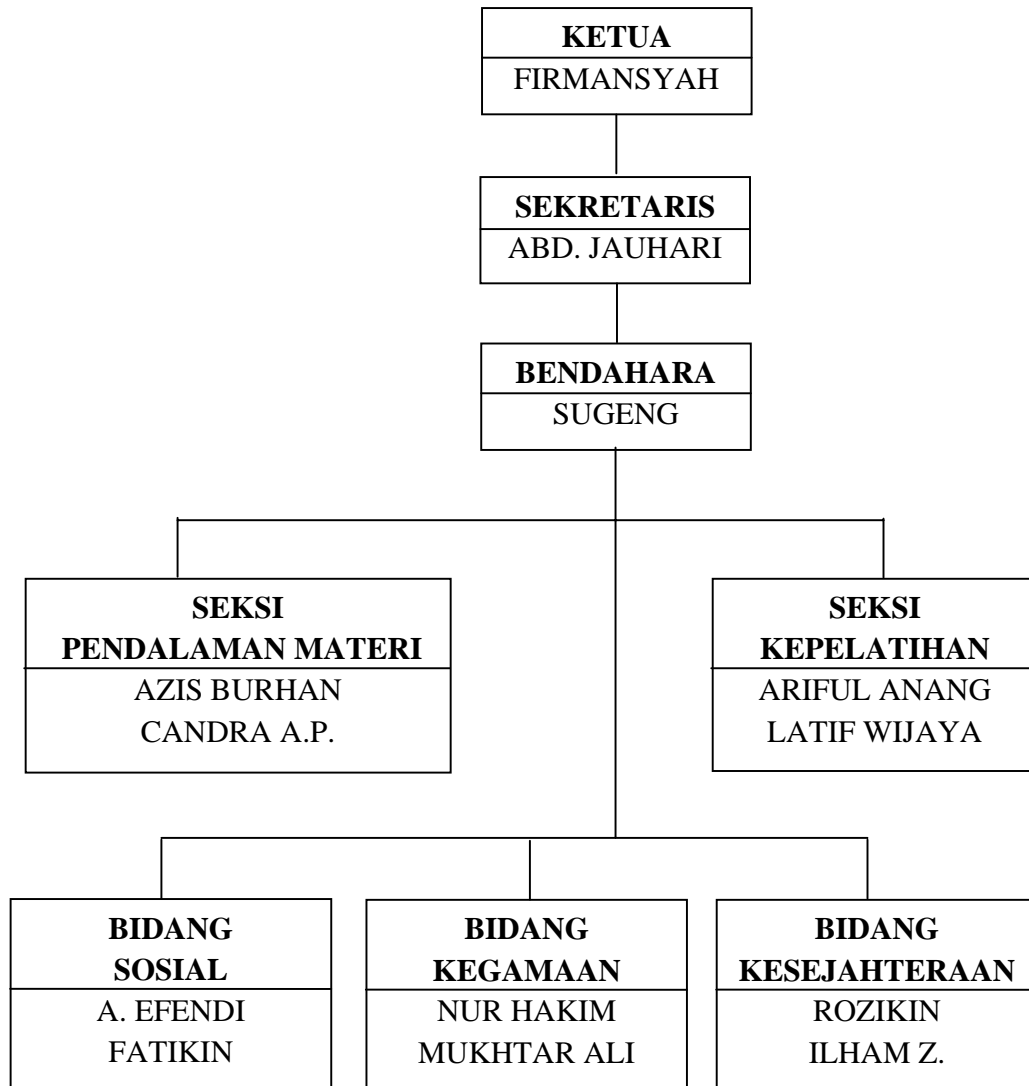 KETUA
FIRMANSYAH
SEKRETARIS
ABD. JAUHARI
BENDAHARA
SUGENG
SEKSI
PENDALAMAN MATERI
AZIS BURHAN
CANDRA A.P.
SEKSI
KEPELATIHAN
ARIFUL ANANG
LATIF WIJAYA
BIDANG
SOSIAL
A. EFENDI
FATIKIN
BIDANG
KEGAMAAN
NUR HAKIM
MUKHTAR ALI
BIDANG
KESEJAHTERAAN
ROZIKIN
ILHAM Z.